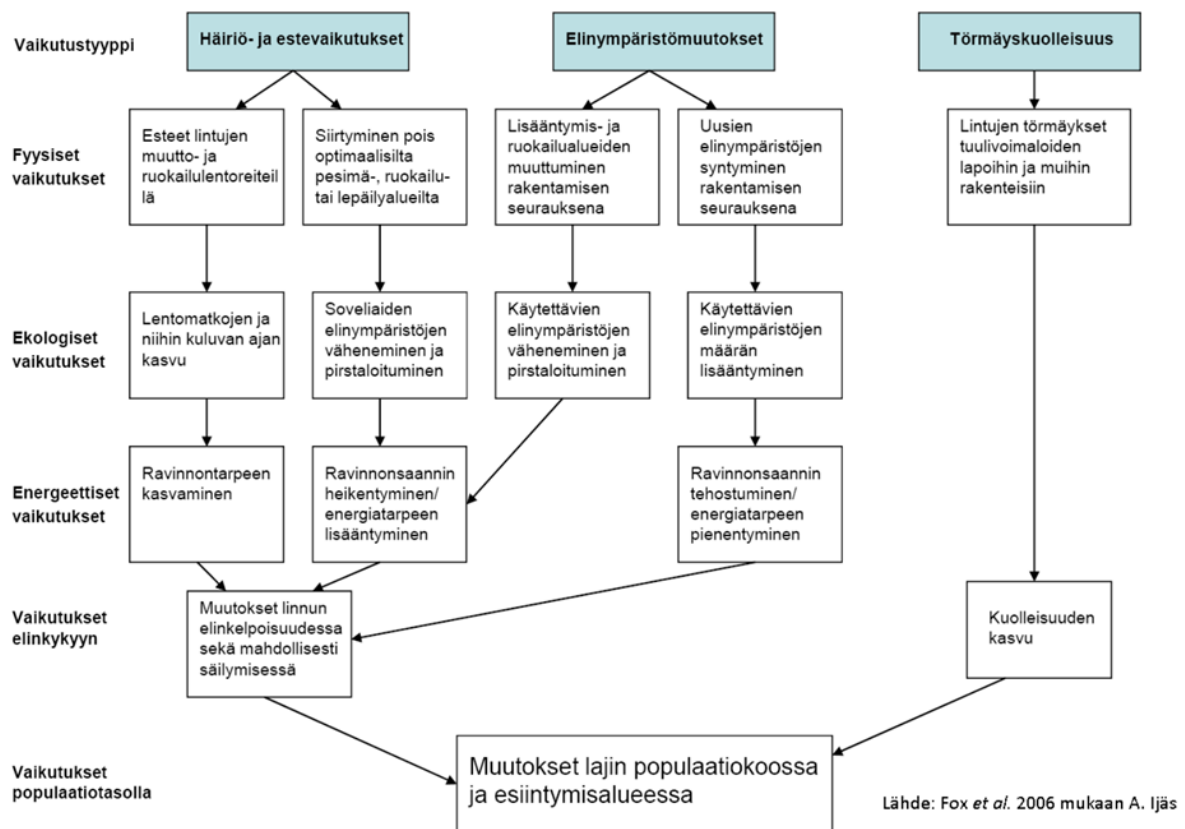 Vaikutustyyppi
Häiriö- ja estevaikutukset
Elinympäristömuutokset
Törmäyskuolleisuus
Fyysiset
vaikutukset
Esteet lintujen
muutto- ja
ruokailulentoreiteil
lä
Siirtyminen pois
optimaalisilta
pesimä-, ruokailu-
tai lepäilyalueilta
Lisääntymis- ja
ruokailualueiden
muuttuminen
rakentamisen
seurauksena
Uusien
elinympäristöjen
syntyminen
rakentamisen
seurauksena
Lintujen törmäykset
tuulivoimaloiden
lapoihin ja muihin
rakenteisiin
Ekologiset
vaikutukset
Lentomatkojen ja
niihin kuluvan ajan
kasvu
Soveliaiden
elinympäristöjen
väheneminen ja
pirstaloituminen
Käytettävien
elinympäristöjen
väheneminen ja
pirstaloituminen
Käytettävien
elinympäristöjen
määrän
lisääntyminen
Energeettiset
vaikutukset
Ravinnontarpeen
kasvaminen
Ravinnonsaannin
heikentyminen/
energiatarpeen
lisääntyminen
Ravinnonsaannin
tehostuminen/
energiatarpeen
pienentyminen
Vaikutukset
elinkykyyn
Muutokset linnun
elinkelpoisuudessa
sekä mahdollisesti
säilymisessä
Kuolleisuuden
kasvu
Vaikutukset
populaatiotasolla
Muutokset lajin populaatiokoossa
ja esiintymisalueessa
Lähde: Fox et al. 2006 mukaan A. Ijäs